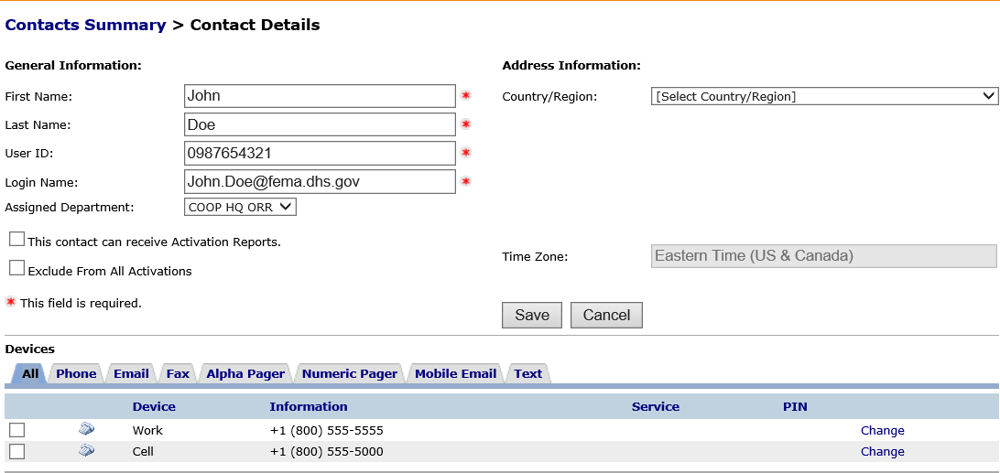 Contacts Summary > Contact Details
General Information:
First Name: John *
Last Name: Doe *
User ID: 0987654321 *
Login Name: John.Doe@fema.dhs.gov *
Assigned Department: COOP HQ ORR
This contact can receive Activation Reports.
Exclude From All Activations
* This field is required.
Address Information:
Country/Region: [Select Country/Region]
Time Zone: Eastern Time (US & Canada)
Save Cancel
Devices
All Phone Email Fax Alpha Pager Numeric Pager Mobile Email Text
Device Information Service PIN
Work +1 (800) 555-5555 Change
Cell +1 (800) 555-5000 Change